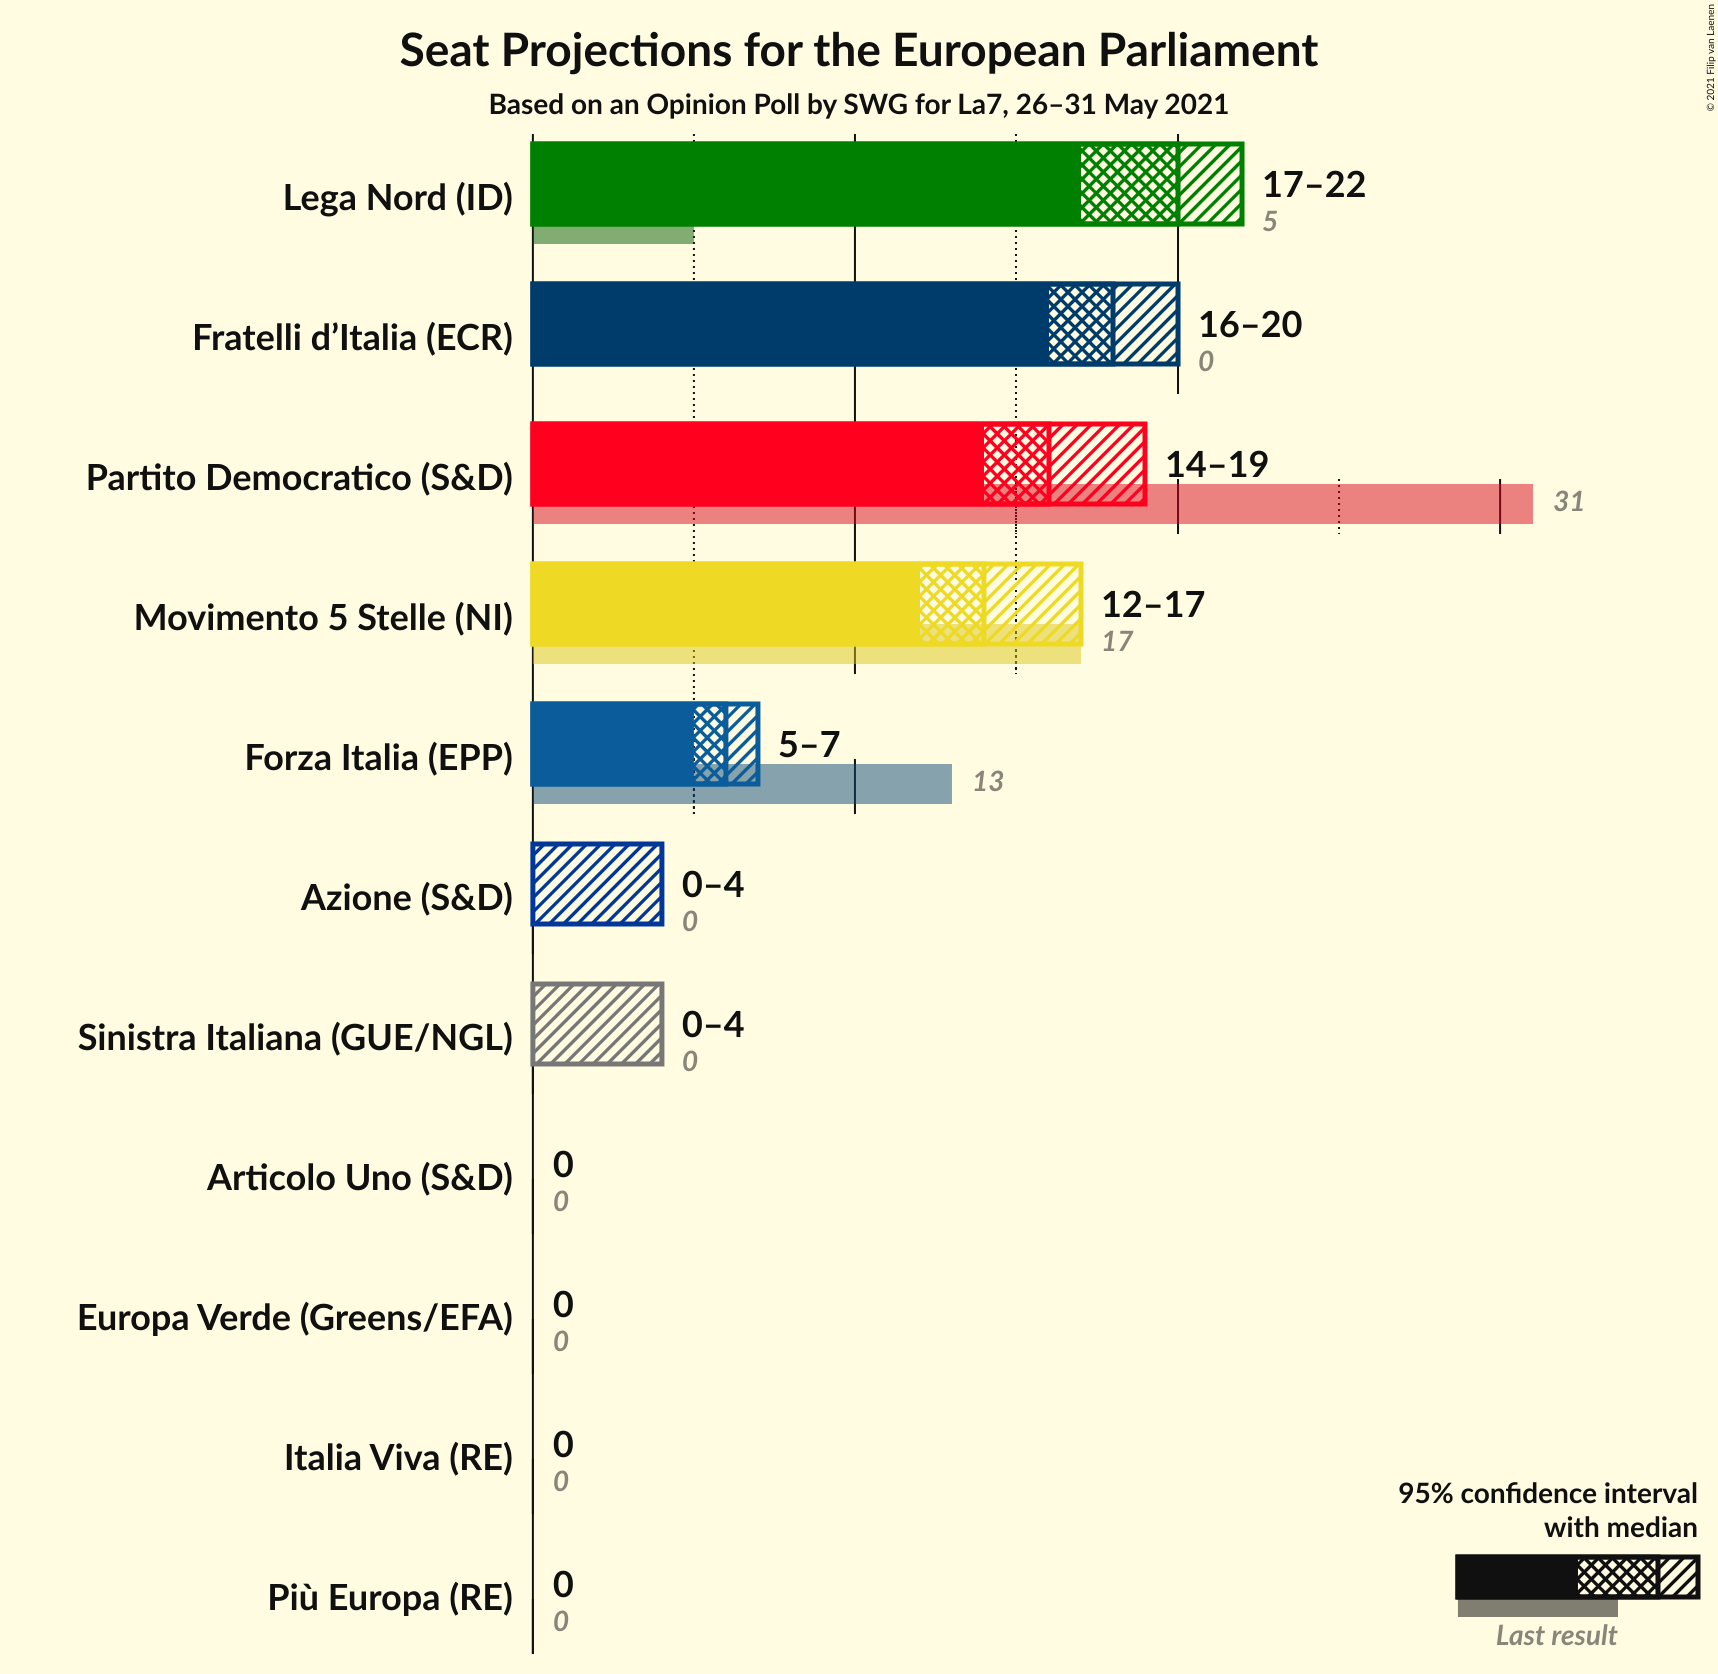 Seat Projections for the European Parliament
Based on an Opinion Poll by SWG for La7, 26–31 May 2021
© 2021 Filip van Laenen
Lega Nord (ID)
17–22
5
Fratelli d’Italia (ECR)
16–20
0
Partito Democratico (S&D)
14–19
31
Movimento 5 Stelle (NI)
12–17
17
Forza Italia (EPP)
5–7
13
Azione (S&D)
0–4
0
Sinistra Italiana (GUE/NGL)
0–4
0
Articolo Uno (S&D)
0
0
Europa Verde (Greens/EFA)
0
0
Italia Viva (RE)
0
0
Più Europa (RE)
0
0
95% confidence interval
with median
Last result